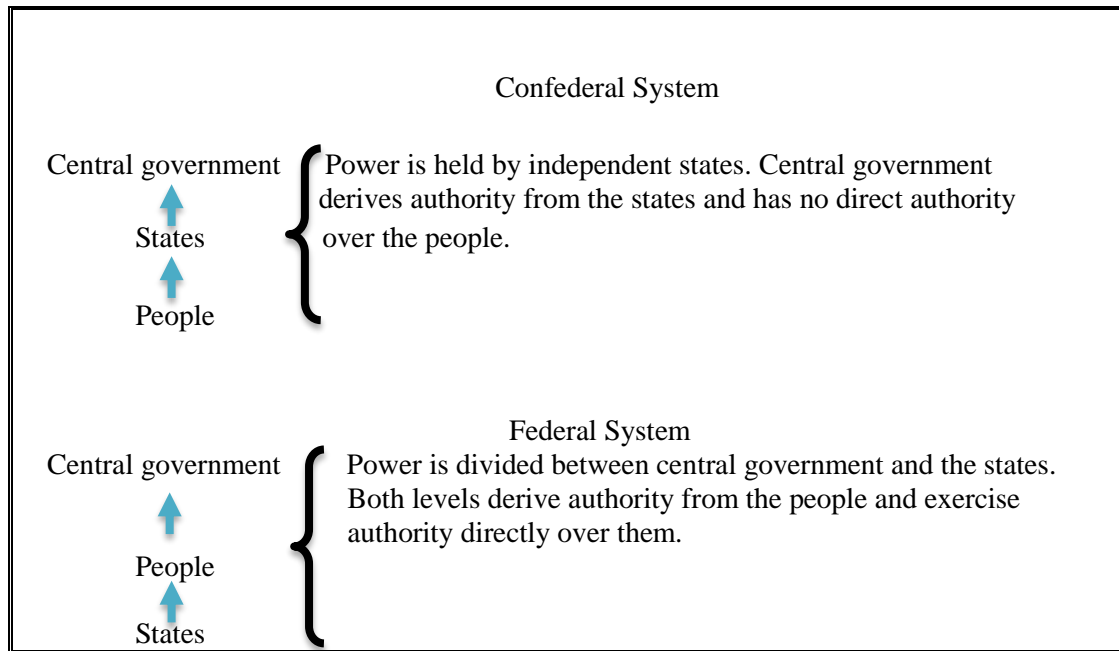 Confederal System
Central government
States
People
Power is held by independent states. Central government
derives authority from the states and has no direct authority
over the people.
Federal System
Central government
People
States
Power is divided between central government and the states.
Both levels derive authority from the people and exercise
authority directly over them.